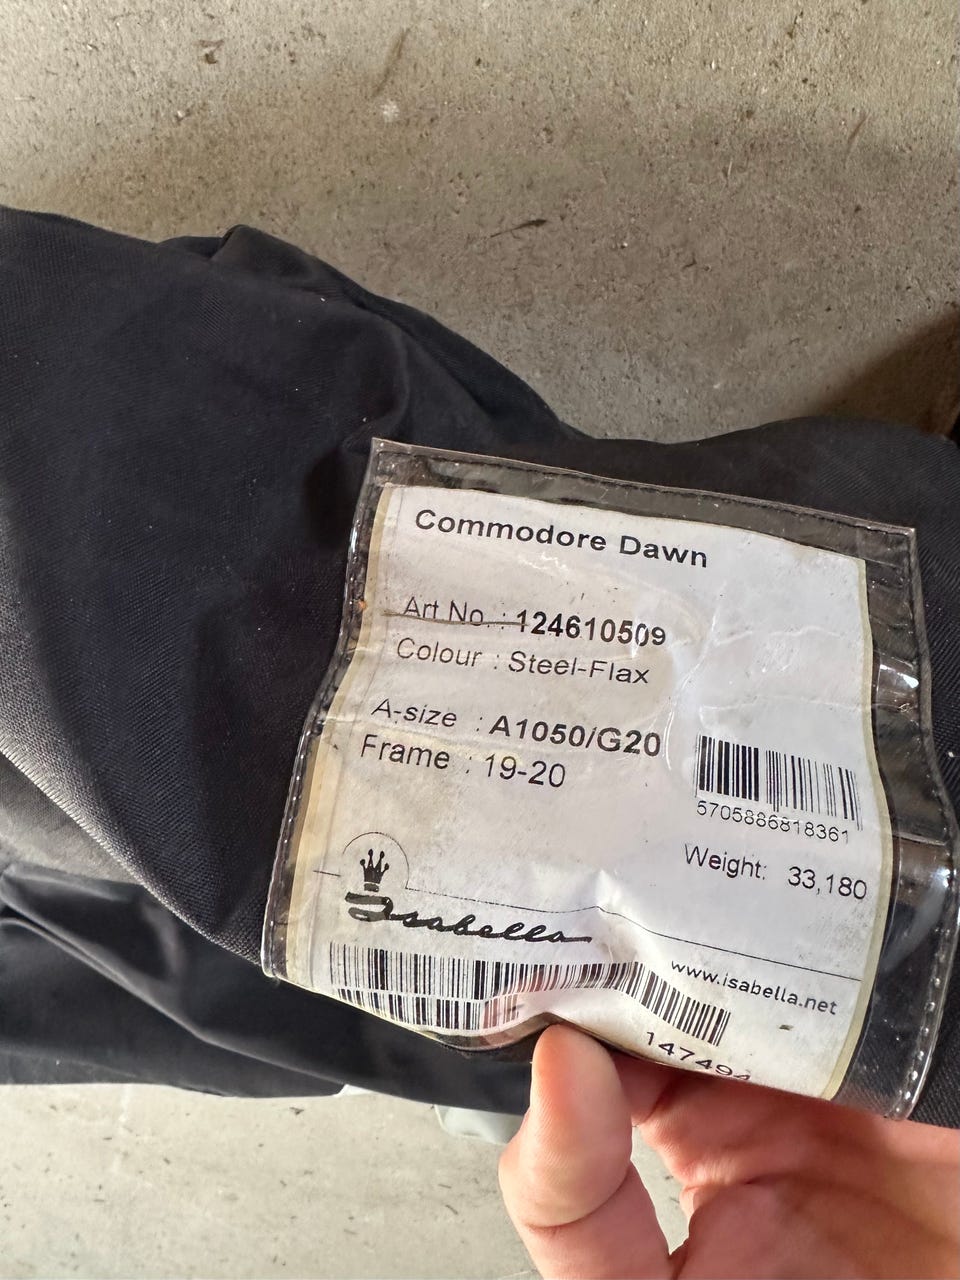 Commodore Dawn
Art No. : 124610509
Colour : Steel-Flax
A-size : A1050/G20
Frame : 19-20
5705886818361
Weight: 33,180
Isabella
www.isabella.net
147494